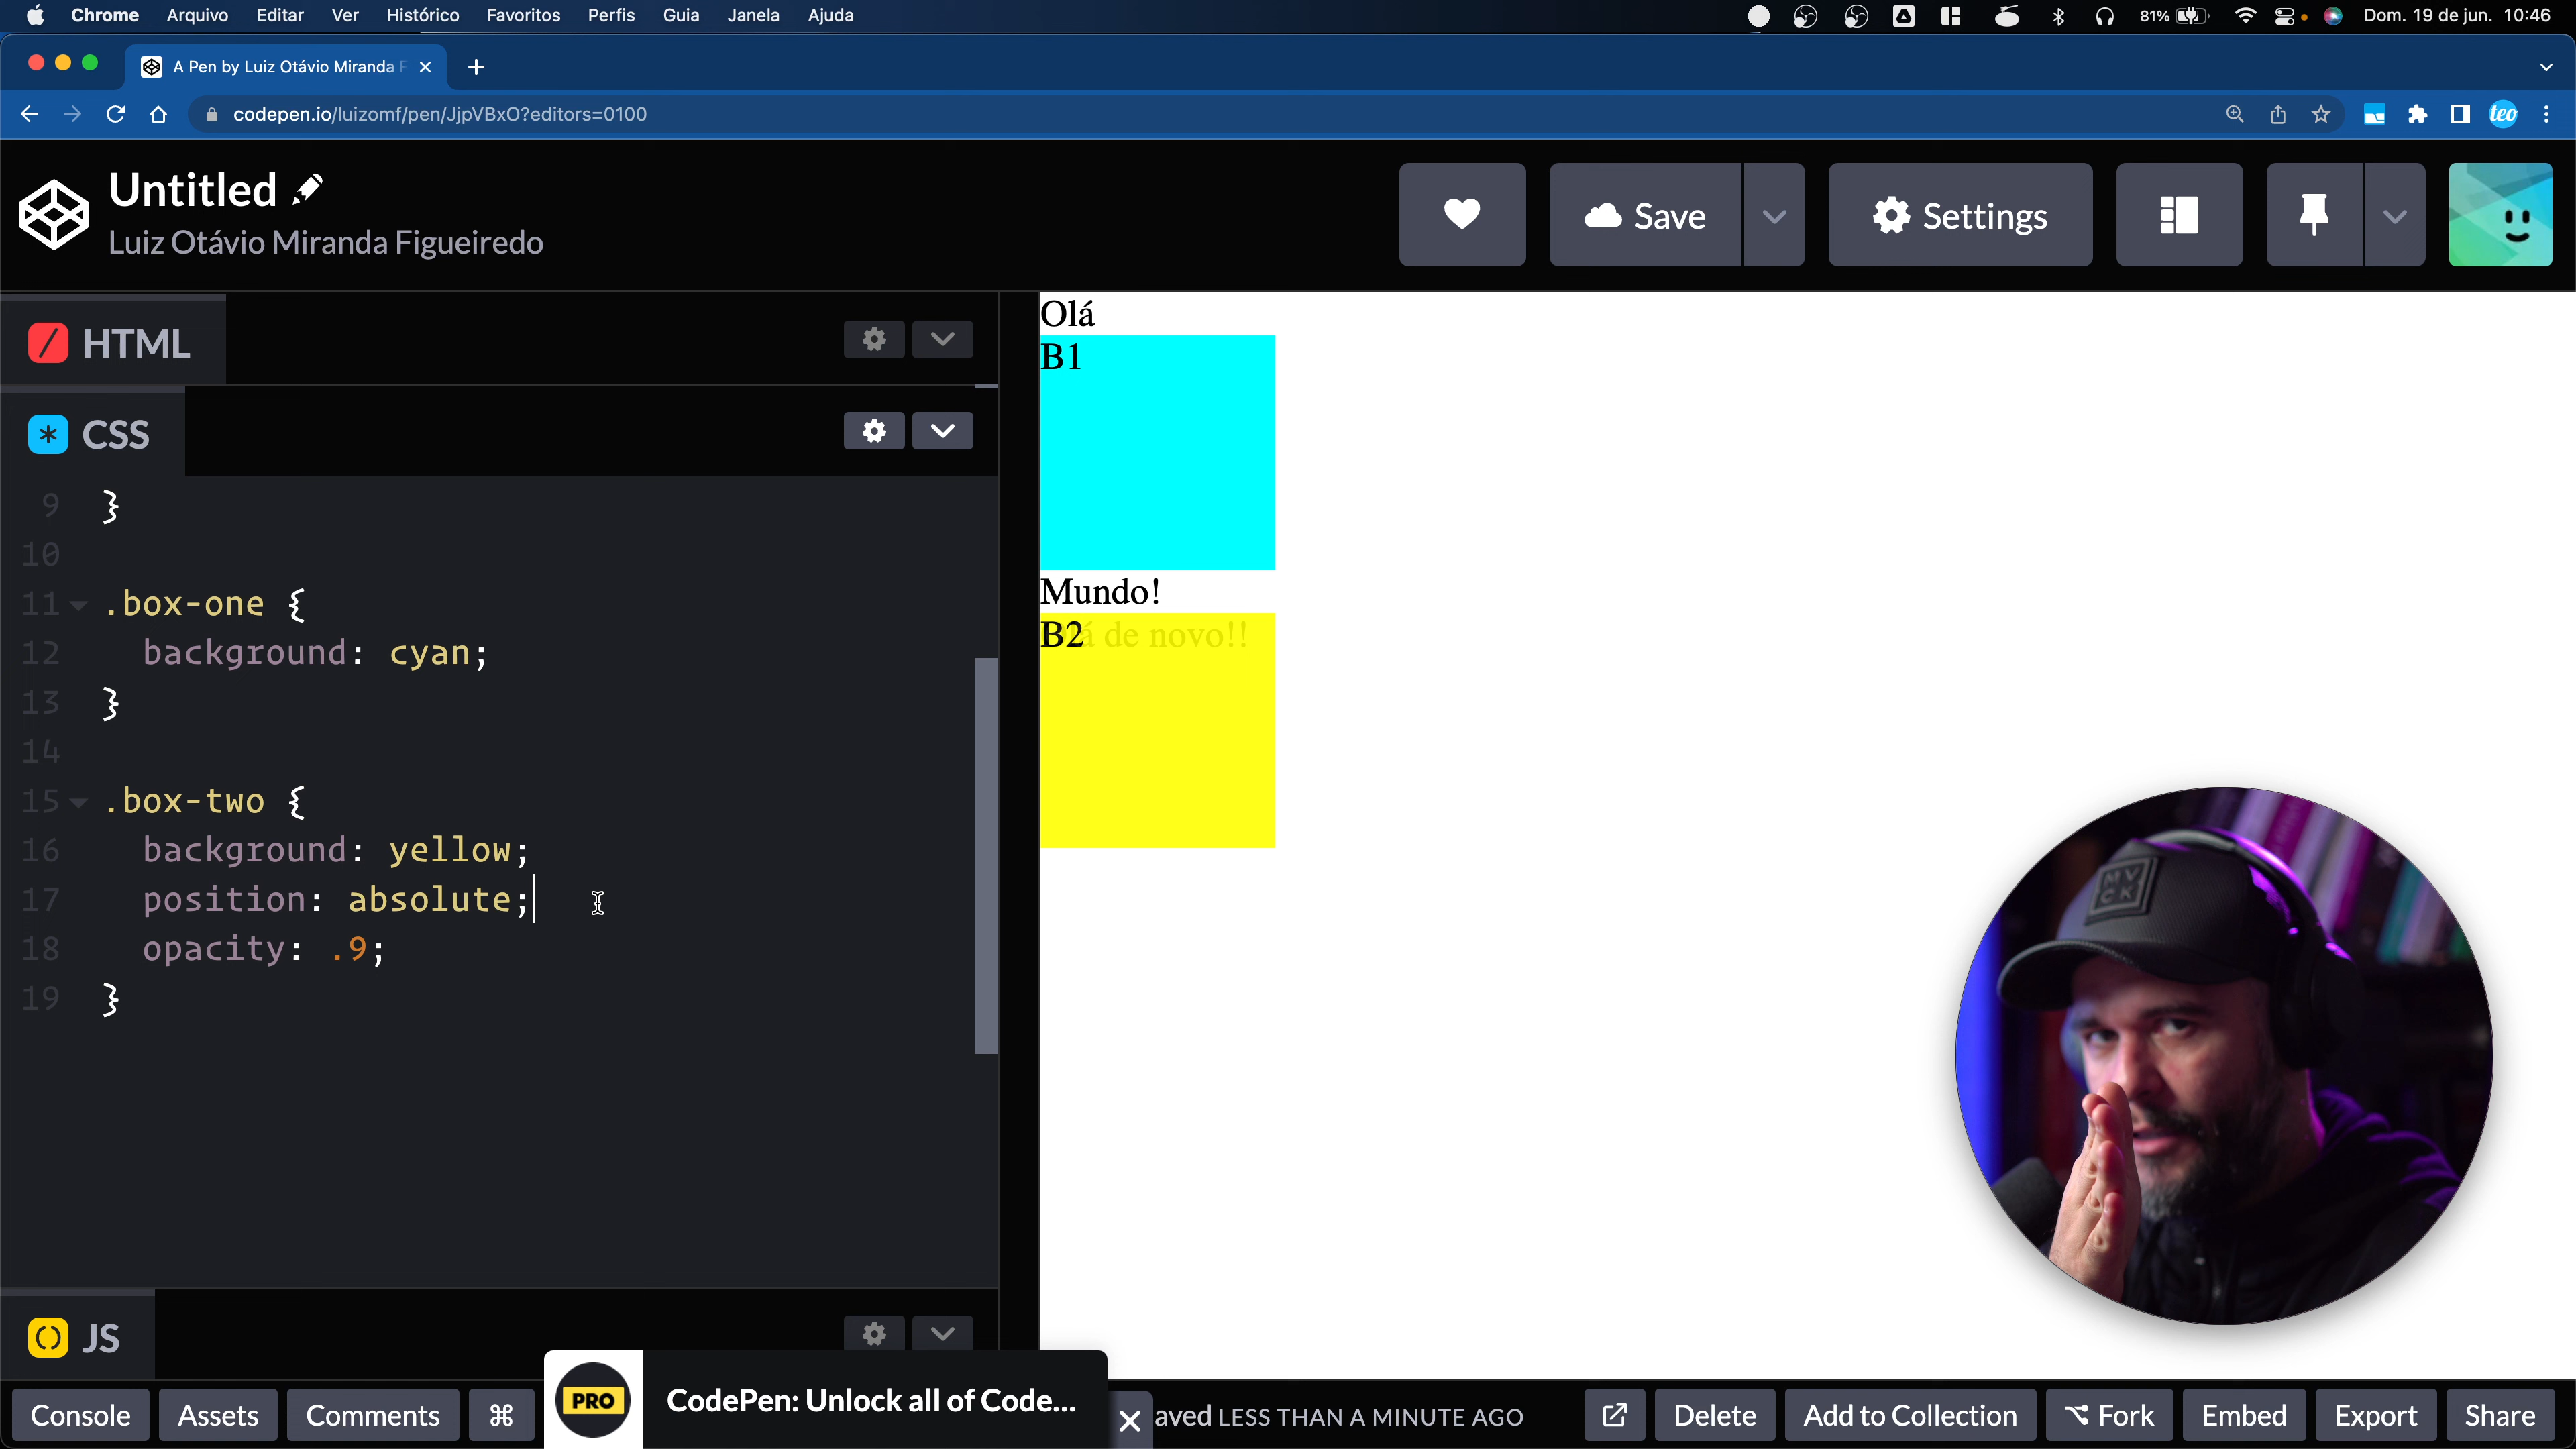 Chrome Arquivo Editar Ver Histórico Favoritos Perfis Guia Janela Ajuda 81% Dom. 19 de jun. 10:46
A Pen by Luiz Otávio Miranda F
codepen.io/luizomf/pen/JjpVBxO?editors=0100 teo
Untitled
Luiz Otávio Miranda Figueiredo
Save
Settings
HTML
CSS
9 }
10
11 .box-one {
12 background: cyan;
13 }
14
15 .box-two {
16 background: yellow;
17 position: absolute;
18 opacity: .9;
19 }
JS
Olá
B1
Mundo!
B2á de novo!!
MV
CK
PRO
CodePen: Unlock all of Code...
Console Assets Comments ⌘
aved LESS THAN A MINUTE AGO
Delete Add to Collection Fork Embed Export Share